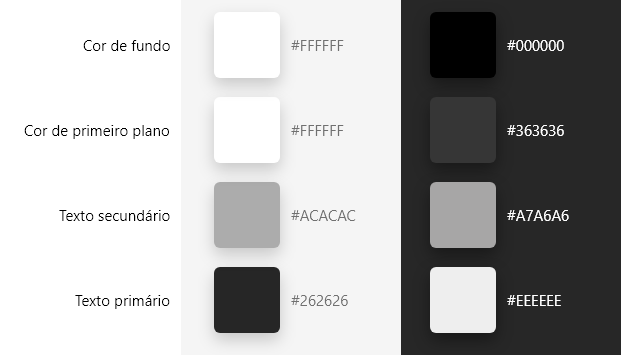 Cor de fundo #FFFFFF #000000
Cor de primeiro plano #FFFFFF #363636
Texto secundário #ACACAC #A7A6A6
Texto primário #262626 #EEEEEE